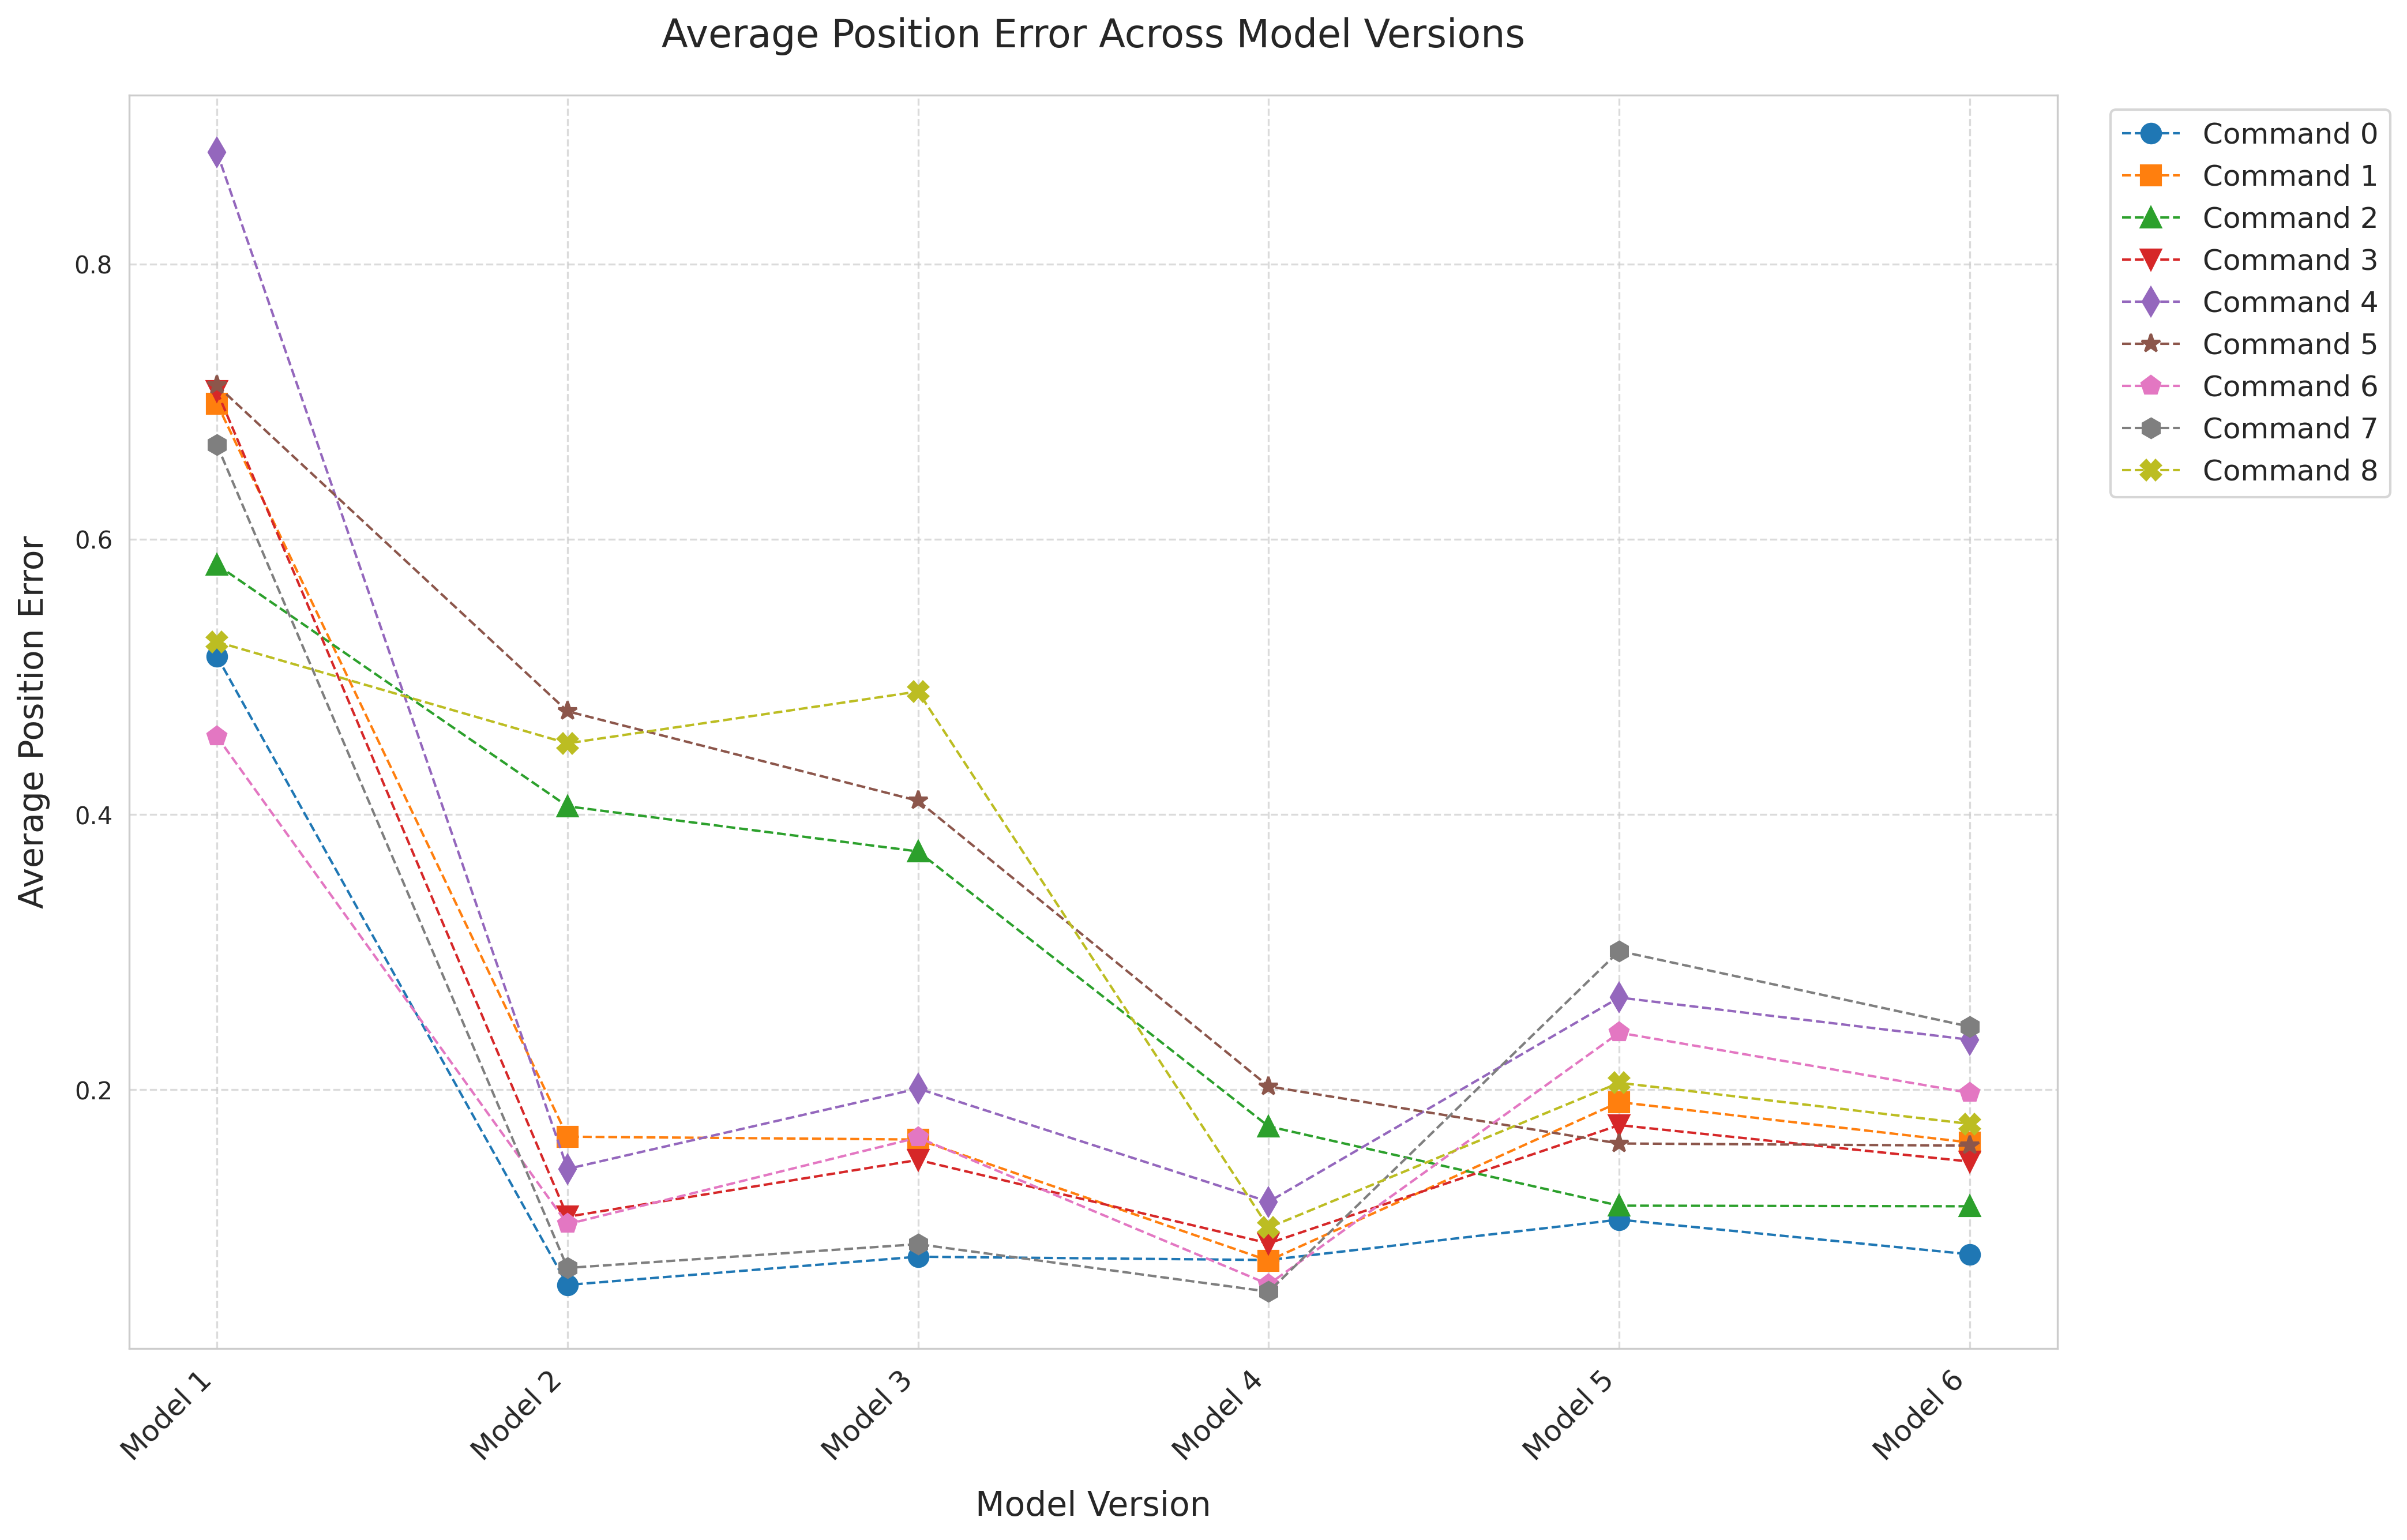 Average Position Error Across Model Versions
Average Position Error
0.8
0.6
0.4
0.2
Model 1
Model 2
Model 3
Model 4
Model 5
Model 6
Model Version
Command 0
Command 1
Command 2
Command 3
Command 4
Command 5
Command 6
Command 7
Command 8